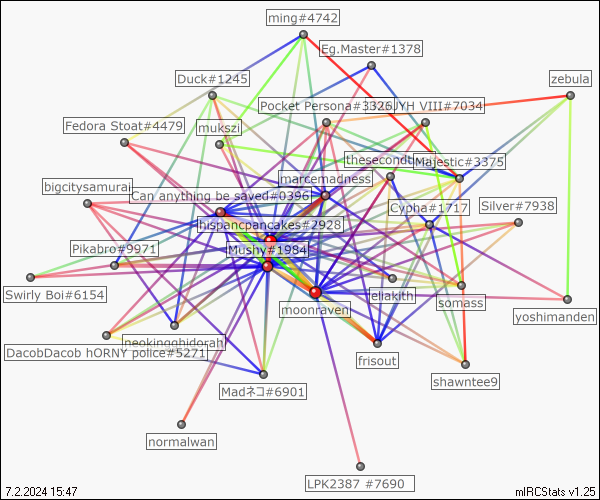 ming#4742
Eg.Master#1378
Duck#1245
zebula
Pocket Persona#3326
JYH VIII#7034
Fedora Stoat#4479
mukszi
Majestic#3375
marcemadness
bigcitysamurai
Can anything be saved#0396
Cypha#1717
Silver#7938
hispancpancakes#2928
Pikabro#9971
Mushy#1984
Swirly Boi#6154
eliakith
somass
moonraven
yoshimanden
neokingghidorah
DacobDacob hORNY police#5271
frisout
shawntee9
Madネコ#6901
normalwan
LPK2387 #7690
7.2.2024 15:47
mIRCStats v1.25